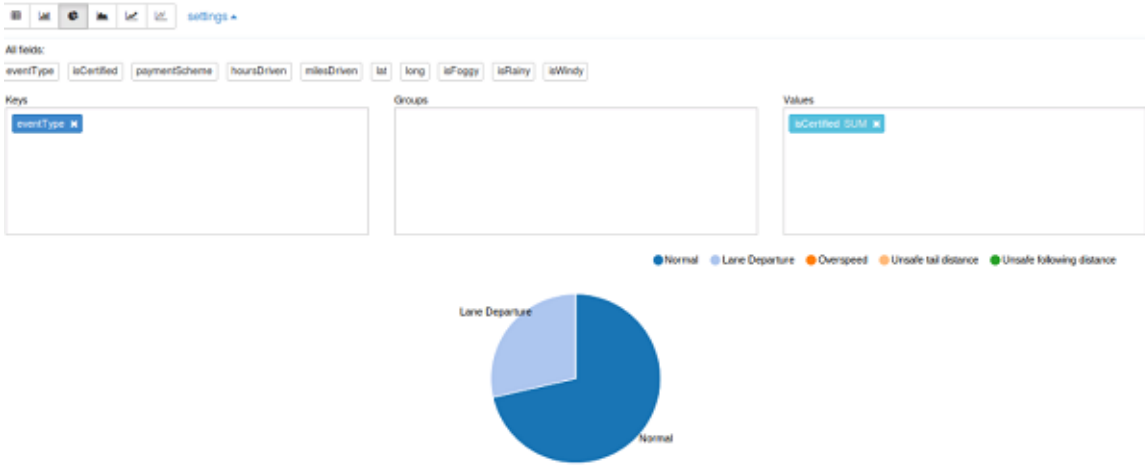 settings
All fields:
eventType isCertified paymentScheme hoursDriven milesDriven lat long isFoggy isRainy isWindy
Keys Groups Values
eventType × isCertified SUM ×
Normal Lane Departure Overspeed Unsafe tail distance Unsafe following distance
Lane Departure
Normal